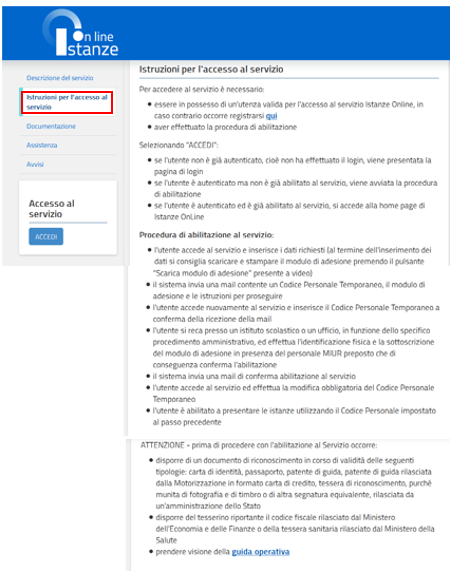 on line
Istanze
Descrizione del servizio
Istruzioni per l'accesso al
servizio
Documentazione
Assistenza
Avvisi
Accesso al
servizio
ACCEDI
Istruzioni per l'accesso al servizio
Per accedere al servizio è necessario:
• essere in possesso di un'utenza valida per l'accesso al servizio Istanze Online, in
caso contrario occorre registrarsi qui
• aver effettuato la procedura di abilitazione
Selezionando "ACCEDI":
• se l'utente non è già autenticato, cioè non ha effettuato il login, viene presentata la
pagina di login
• se l'utente è autenticato ma non è già abilitato al servizio, viene avviata la procedura
di abilitazione
• se l'utente è autenticato ed è già abilitato al servizio, si accede alla home page di
Istanze OnLine
Procedura di abilitazione al servizio:
• l'utente accede al servizio e inserisce i dati richiesti (al termine dell'inserimento dei
dati si consiglia scaricare e stampare il modulo di adesione premendo il pulsante
"Scarica modulo di adesione" presente a video)
• il sistema invia una mail contente un Codice Personale Temporaneo, il modulo di
adesione e le istruzioni per proseguire
• l'utente accede nuovamente al servizio e inserisce il Codice Personale Temporaneo a
conferma della ricezione della mail
• l'utente si reca presso un istituto scolastico o un ufficio, in funzione dello specifico
procedimento amministrativo, ed effettua l'identificazione fisica e la sottoscrizione
del modulo di adesione in presenza del personale MIUR preposto che di
conseguenza conferma l'abilitazione
• il sistema invia una mail di conferma abilitazione al servizio
• l'utente accede al servizio ed effettua la modifica obbligatoria del Codice Personale
Temporaneo
• l'utente è abilitato a presentare le istanze utilizzando il Codice Personale impostato
al passo precedente
ATTENZIONE - prima di procedere con l'abilitazione al Servizio occorre:
• disporre di un documento di riconoscimento in corso di validità delle seguenti
tipologie: carta di identità, passaporto, patente di guida, patente di guida rilasciata
dalla Motorizzazione in formato carta di credito, tessera di riconoscimento, purché
munita di fotografia e di timbro o di altra segnatura equivalente, rilasciata da
un'amministrazione dello Stato
• disporre del tesserino riportante il codice fiscale rilasciato dal Ministero
dell'Economia e delle Finanze o della tessera sanitaria rilasciato dal Ministero della
Salute
• prendere visione della guida operativa